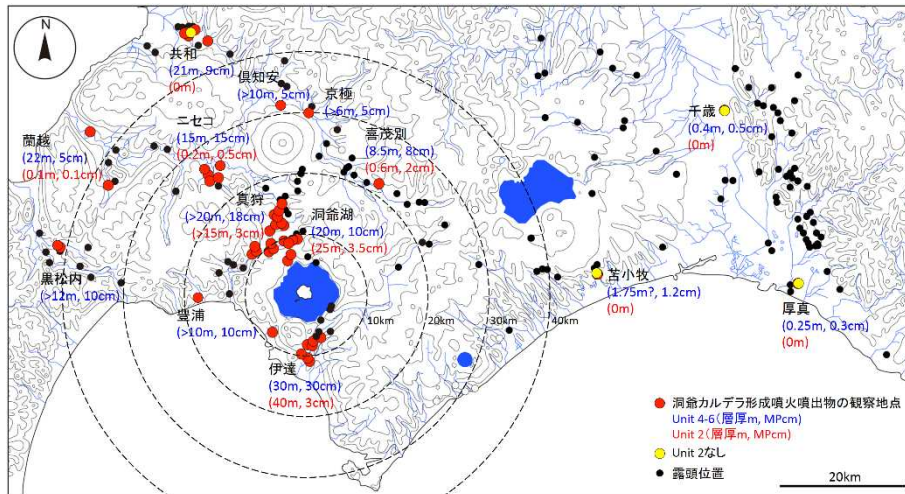 N
共和
(21m, 9cm)
(0m)
倶知安
(>10m, 5cm)
京極
(>6m, 5cm)
千歳
(0.4m, 0.5cm)
(0m)
蘭越
(22m, 5cm)
(0.1m, 0.1cm)
ニセコ
(15m, 15cm)
(0.2m, 0.5cm)
喜茂別
(8.5m, 8cm)
(0.6m, 2cm)
真狩
(>20m, 18cm)
(>15m, 3cm)
洞爺湖
(20m, 10cm)
(25m, 3.5cm)
黒松内
(>12m, 10cm)
苫小牧
(1.75m?, 1.2cm)
(0m)
厚真
(0.25m, 0.3cm)
(0m)
豊浦
(>10m, 10cm)
10km
20km
30km
40km
伊達
(30m, 30cm)
(40m, 3cm)
洞爺カルデラ形成噴火噴出物の観察地点
Unit 4-6(層厚m, MPcm)
Unit 2(層厚m, MPcm)
Unit 2なし
露頭位置
20km